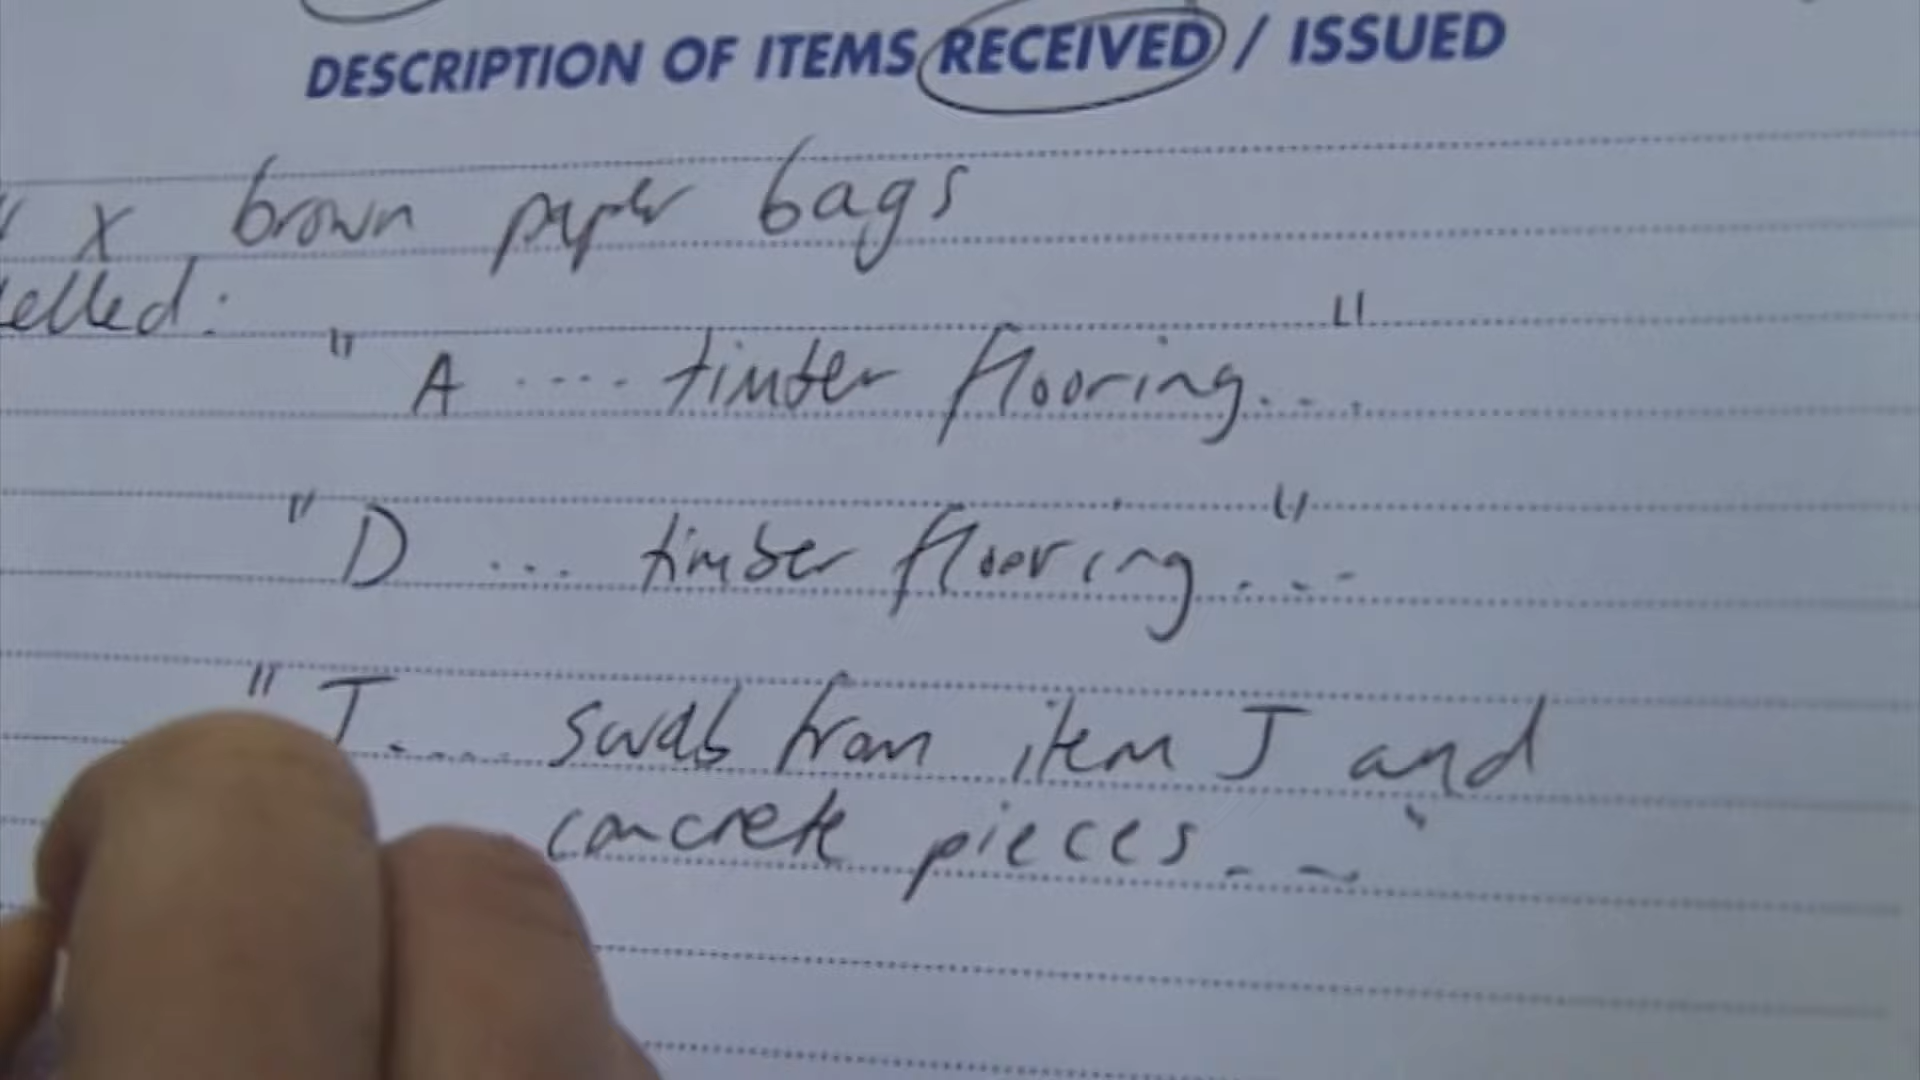 DESCRIPTION OF ITEMS RECEIVED / ISSUED
x brown paper bags
elled:
"A .... timber flooring...."
"D ... timber flooring...."
"J.... swab from item J and
concrete pieces - - "